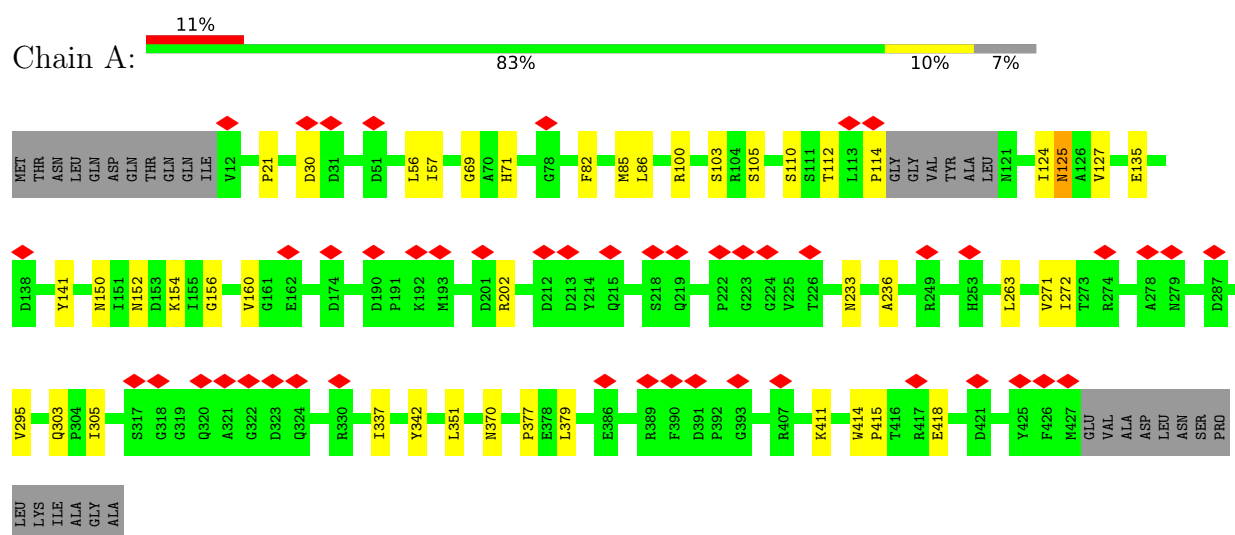 11%
Chain A:
83% 10% 7%
MET THR ASN LEU GLN ASP GLN THR GLN GLN ILE V12 P21 D30 D31 D51 L56 I57 G69 A70 H71 G78 F82 M85 L86 R100 S103 R104 S105 S110 S111 T112 L113 P114 GLY GLY VAL TYR ALA LEU N121 I124 N125 A126 V127 E135
D138 Y141 N150 I151 N152 D153 K154 I155 G156 V160 G161 E162 D174 D190 P191 K192 M193 D201 R202 D212 D213 Y214 Q215 S218 Q219 P222 G223 G224 V225 T226 N233 A236 R249 H253 L263 V271 I272 T273 R274 A278 N279 D287
V295 Q303 P304 I305 S317 G318 G319 Q320 A321 G322 D323 Q324 R330 I337 Y342 L351 N370 P377 E378 L379 E386 R389 F390 D391 P392 G393 R407 K411 W414 P415 T416 R417 E418 D421 Y425 F426 M427 GLU VAL ALA ASP LEU ASN SER PRO
LEU LYS ILE ALA GLY ALA